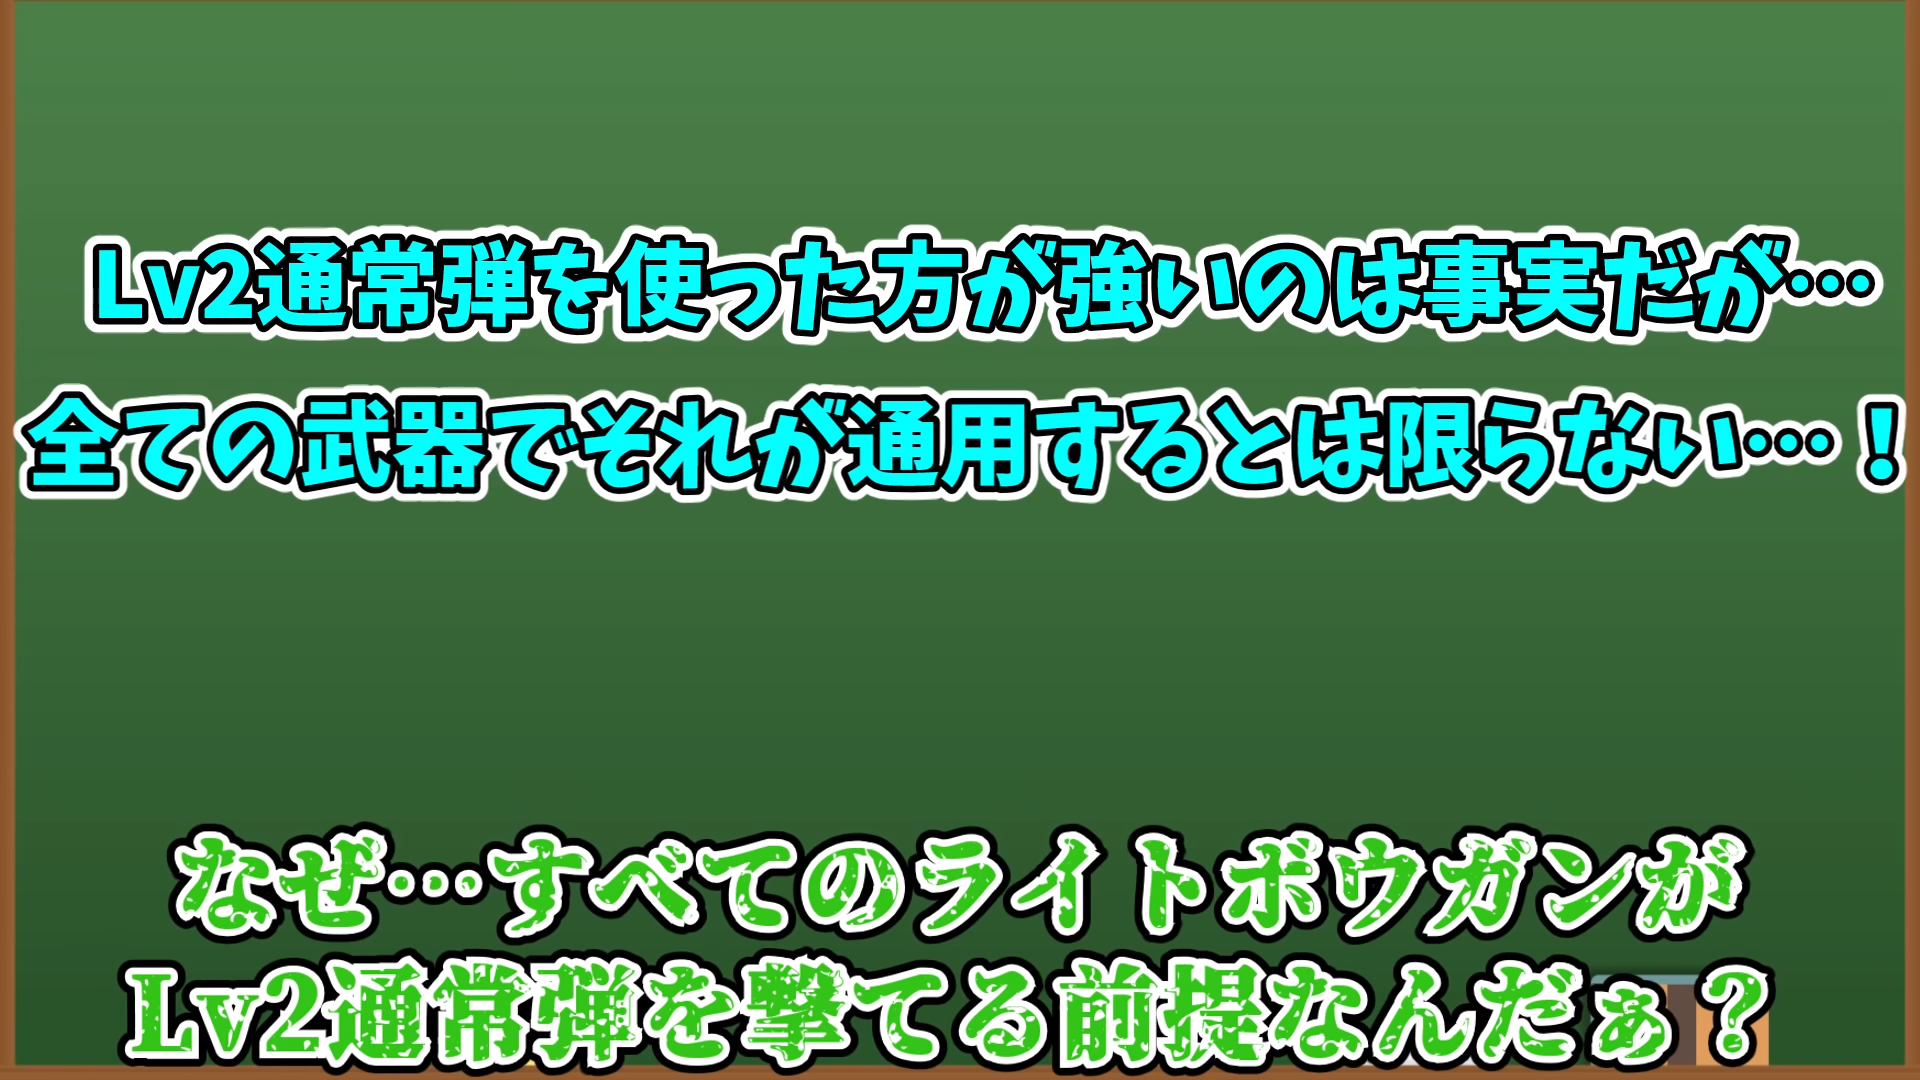 Lv2通常弾を使った方が強いのは事実だが…
全ての武器でそれが通用するとは限らない…！
なぜ…すべてのライトボウガンが
Lv2通常弾を撃てる前提なんだぁ？